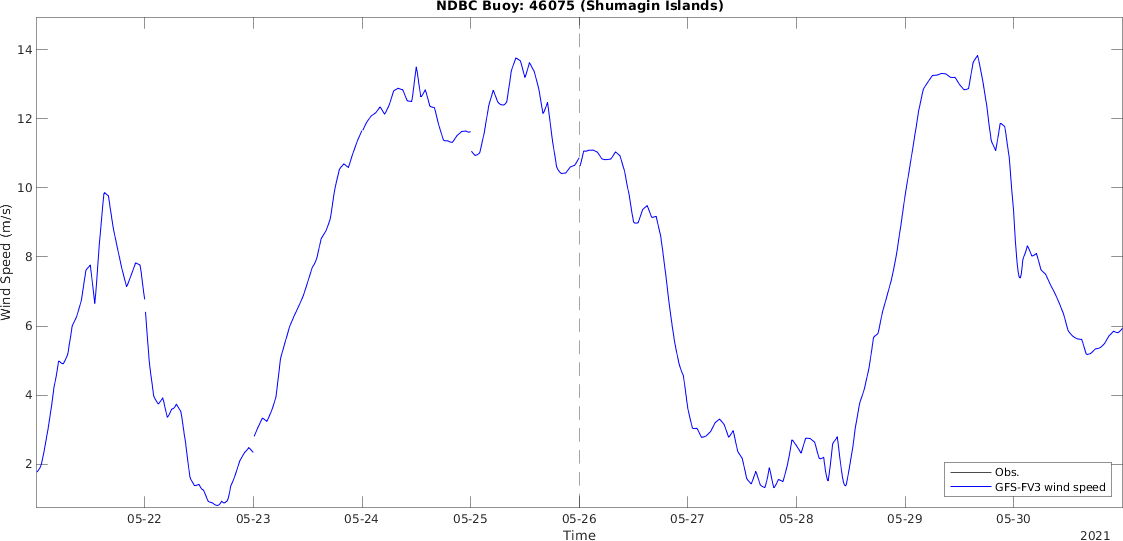 NDBC Buoy: 46075 (Shumagin Islands)
14
12
10
8
6
4
2
Wind Speed (m/s)
Obs.
GFS-FV3 wind speed
05-22 05-23 05-24 05-25 05-26 05-27 05-28 05-29 05-30
Time
2021